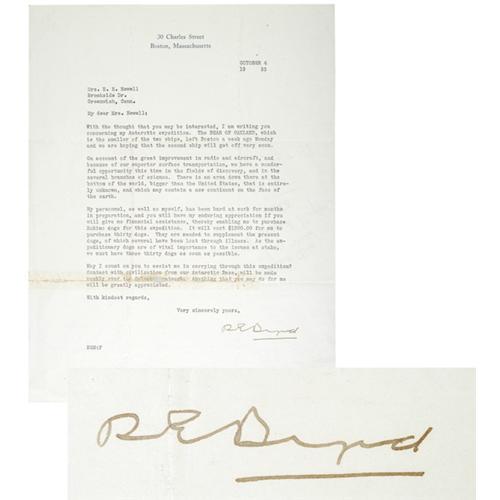 30 Charles Street
Boston, Massachusetts
OCTOBER 4
19 33
Mrs. H. H. Newell
Brookside Dr.
Greenwich, Conn.
My dear Mrs. Newell:
With the thought that you may be interested, I am writing you
concerning my Antarctic expedition. The BEAR OF OAKLAND, which
is the smaller of the two ships, left Boston a week ago Monday
and we are hoping that the second ship will get off very soon.
On account of the great improvement in radio and aircraft, and
because of our superior surface transportation, we have a wonder-
ful opportunity this time in the fields of discovery, and in the
several branches of science. There is an area down there at the
bottom of the world, bigger than the United States, that is entire-
ly unknown, and which may contain a new continent on the face of
the earth.
My personnel, as well as myself, has been hard at work for months
in preparation, and you will have my enduring appreciation if you
will give me financial assistance, thereby enabling me to purchase
Eskimo dogs for this expedition. It will cost $1200.00 for me to
purchase thirty dogs. They are needed to supplement the present
dogs, of which several have been lost through illness. As the ex-
peditionary dogs are of vital importance to the issues at stake, we
must have these thirty dogs as soon as possible.
May I count on you to assist me in carrying through this expedition?
Contact with civilization from our Antarctic Base, will be made
weekly over the Columbia network. Anything that you may do for me
will be greatly appreciated.
With kindest regards,
Very sincerely yours,
R E Byrd
R E Byrd